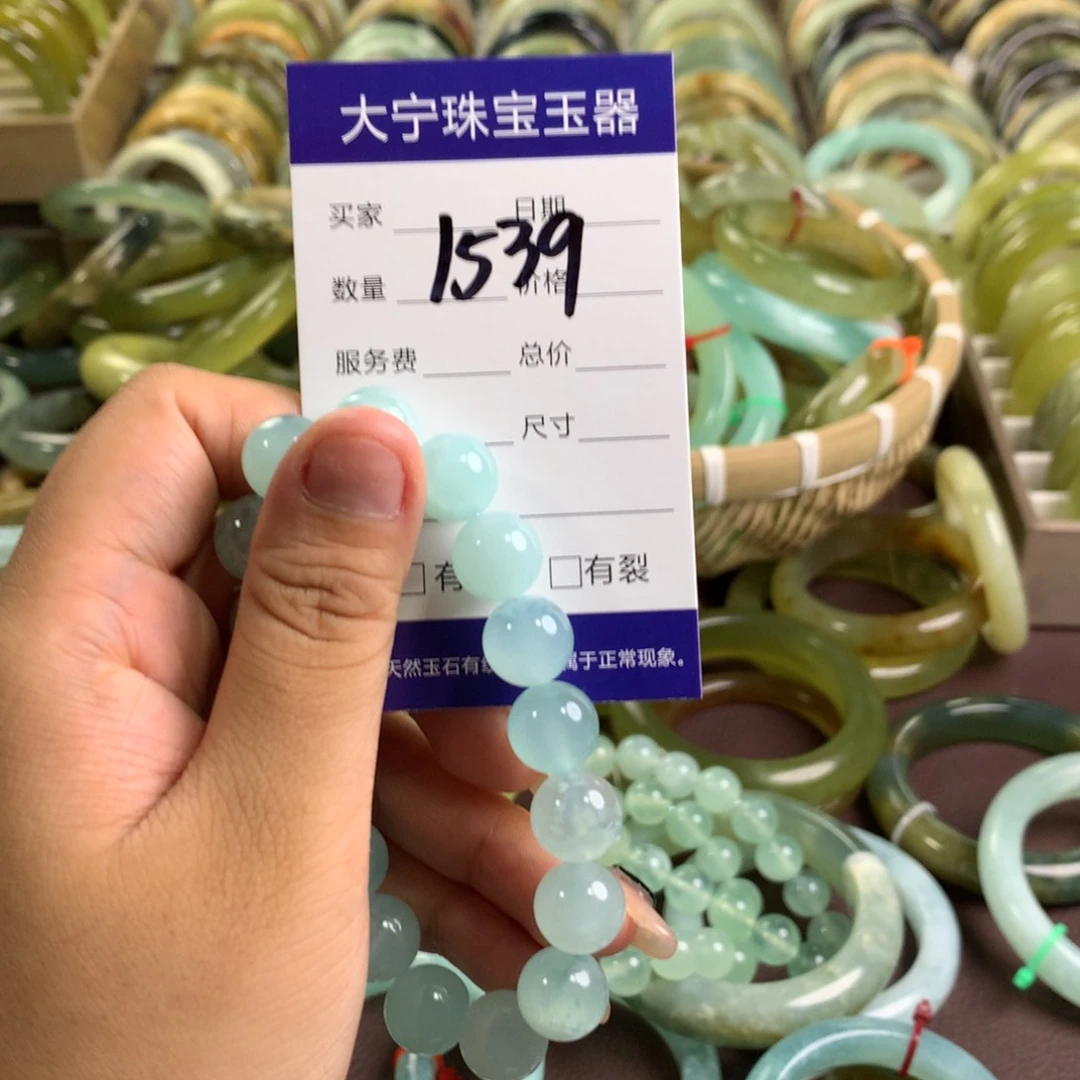 大宁珠宝玉器
买家 日期
1539
数量 价格
服务费 总价
尺寸
□有 □有裂
天然玉石有 属于正常现象。